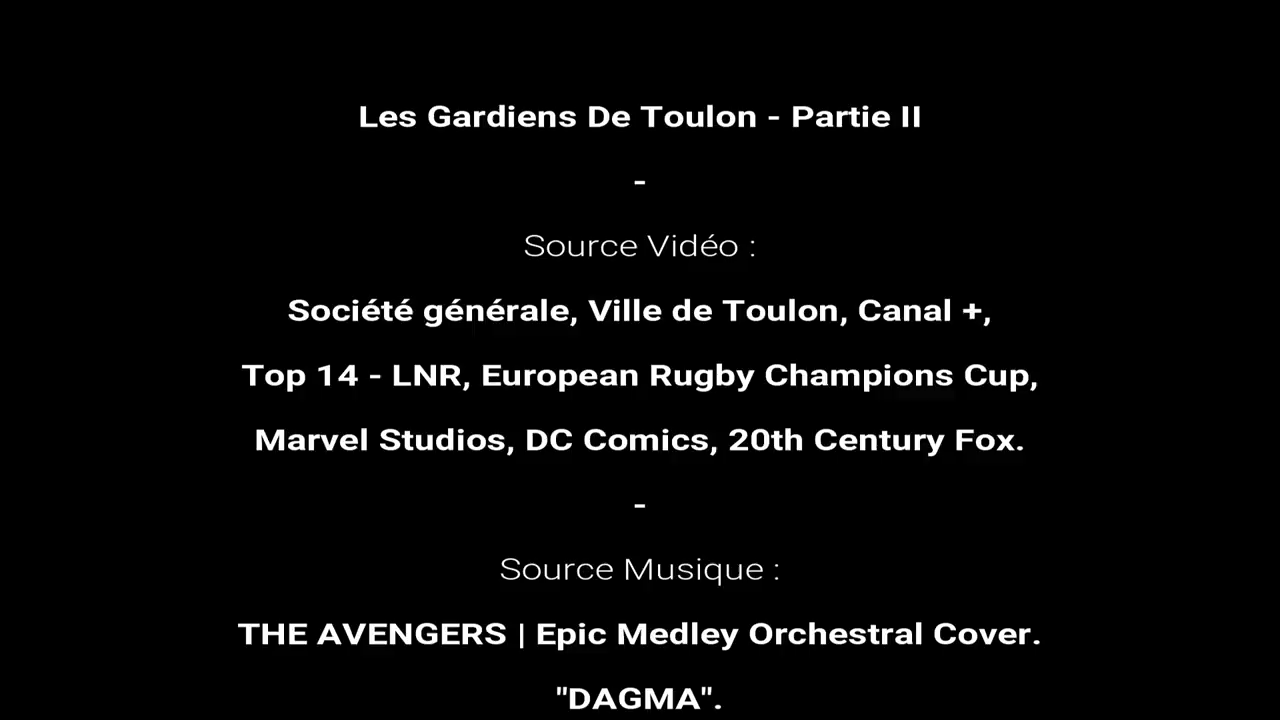 Les Gardiens De Toulon - Partie II
-
Source Vidéo :
Société générale, Ville de Toulon, Canal +,
Top 14 - LNR, European Rugby Champions Cup,
Marvel Studios, DC Comics, 20th Century Fox.
-
Source Musique :
THE AVENGERS | Epic Medley Orchestral Cover.
"DAGMA".